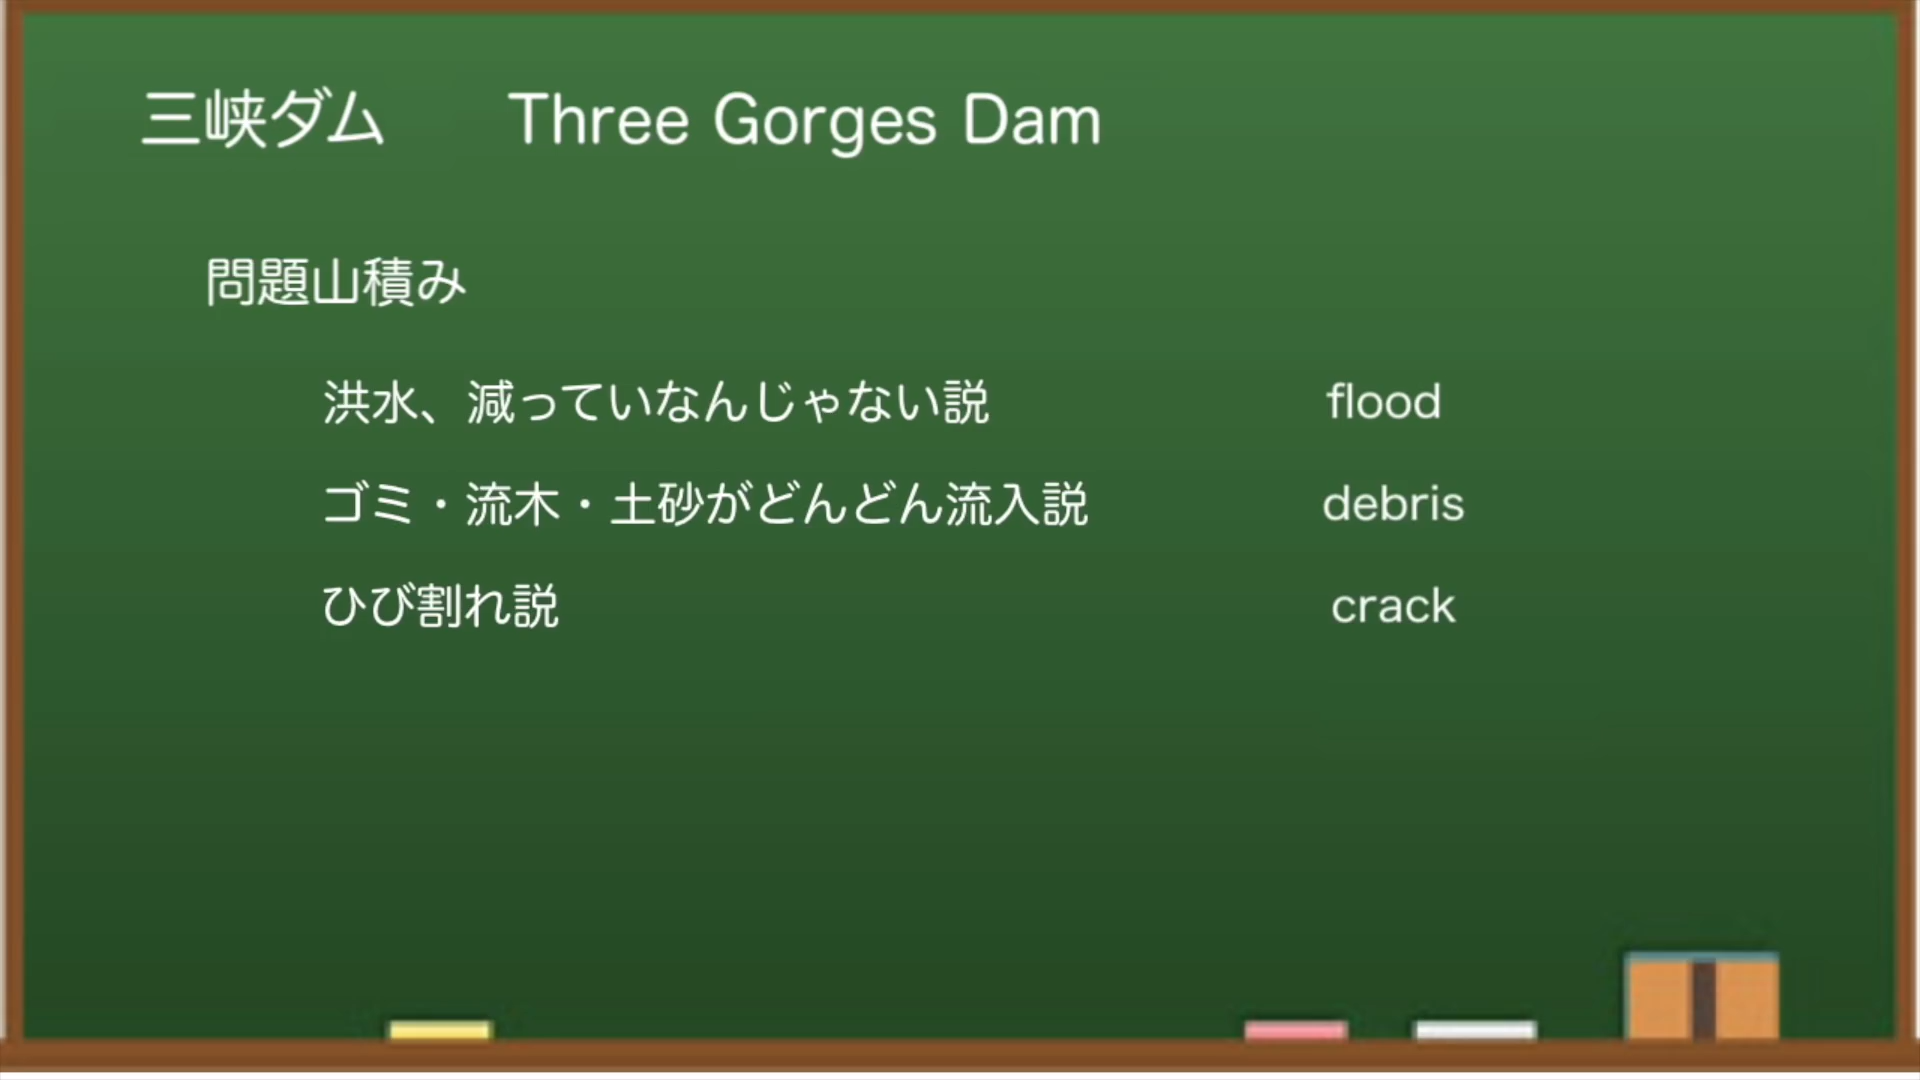 三峡ダム Three Gorges Dam
問題山積み
洪水、減っていなんじゃない説 flood
ゴミ・流木・土砂がどんどん流入説 debris
ひび割れ説 crack